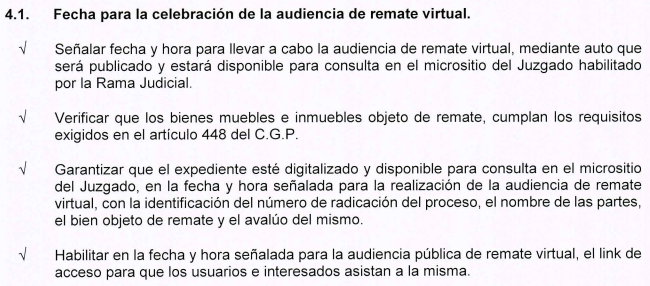 4.1. Fecha para la celebración de la audiencia de remate virtual.
√ Señalar fecha y hora para llevar a cabo la audiencia de remate virtual, mediante auto que
será publicado y estará disponible para consulta en el micrositio del Juzgado habilitado
por la Rama Judicial.
√ Verificar que los bienes muebles e inmuebles objeto de remate, cumplan los requisitos
exigidos en el artículo 448 del C.G.P.
√ Garantizar que el expediente esté digitalizado y disponible para consulta en el micrositio
del Juzgado, en la fecha y hora señalada para la realización de la audiencia de remate
virtual, con la identificación del número de radicación del proceso, el nombre de las partes,
el bien objeto de remate y el avalúo del mismo.
√ Habilitar en la fecha y hora señalada para la audiencia pública de remate virtual, el link de
acceso para que los usuarios e interesados asistan a la misma.